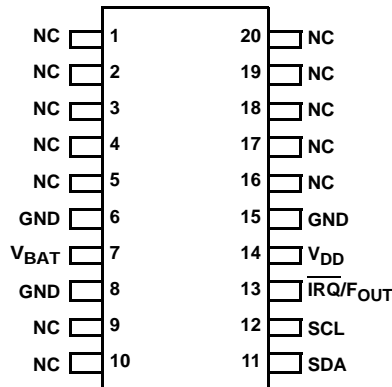 NC 1 20 NC
NC 2 19 NC
NC 3 18 NC
NC 4 17 NC
NC 5 16 NC
GND 6 15 GND
VBAT 7 14 VDD
GND 8 13 IRQ/FOUT
NC 9 12 SCL
NC 10 11 SDA